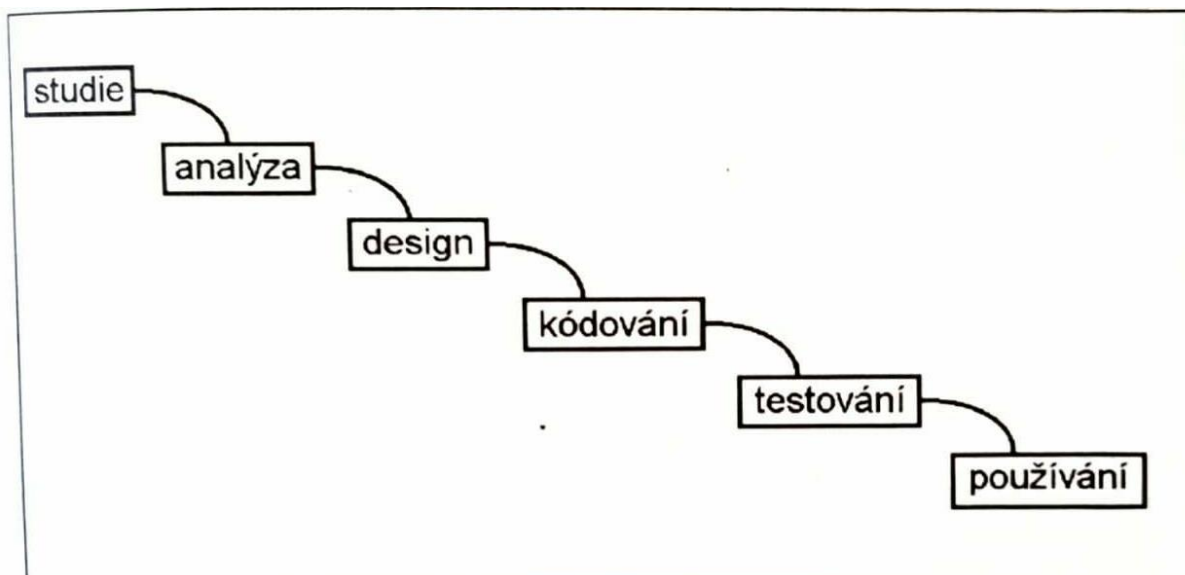 studie
analýza
design
kódování
testování
používání